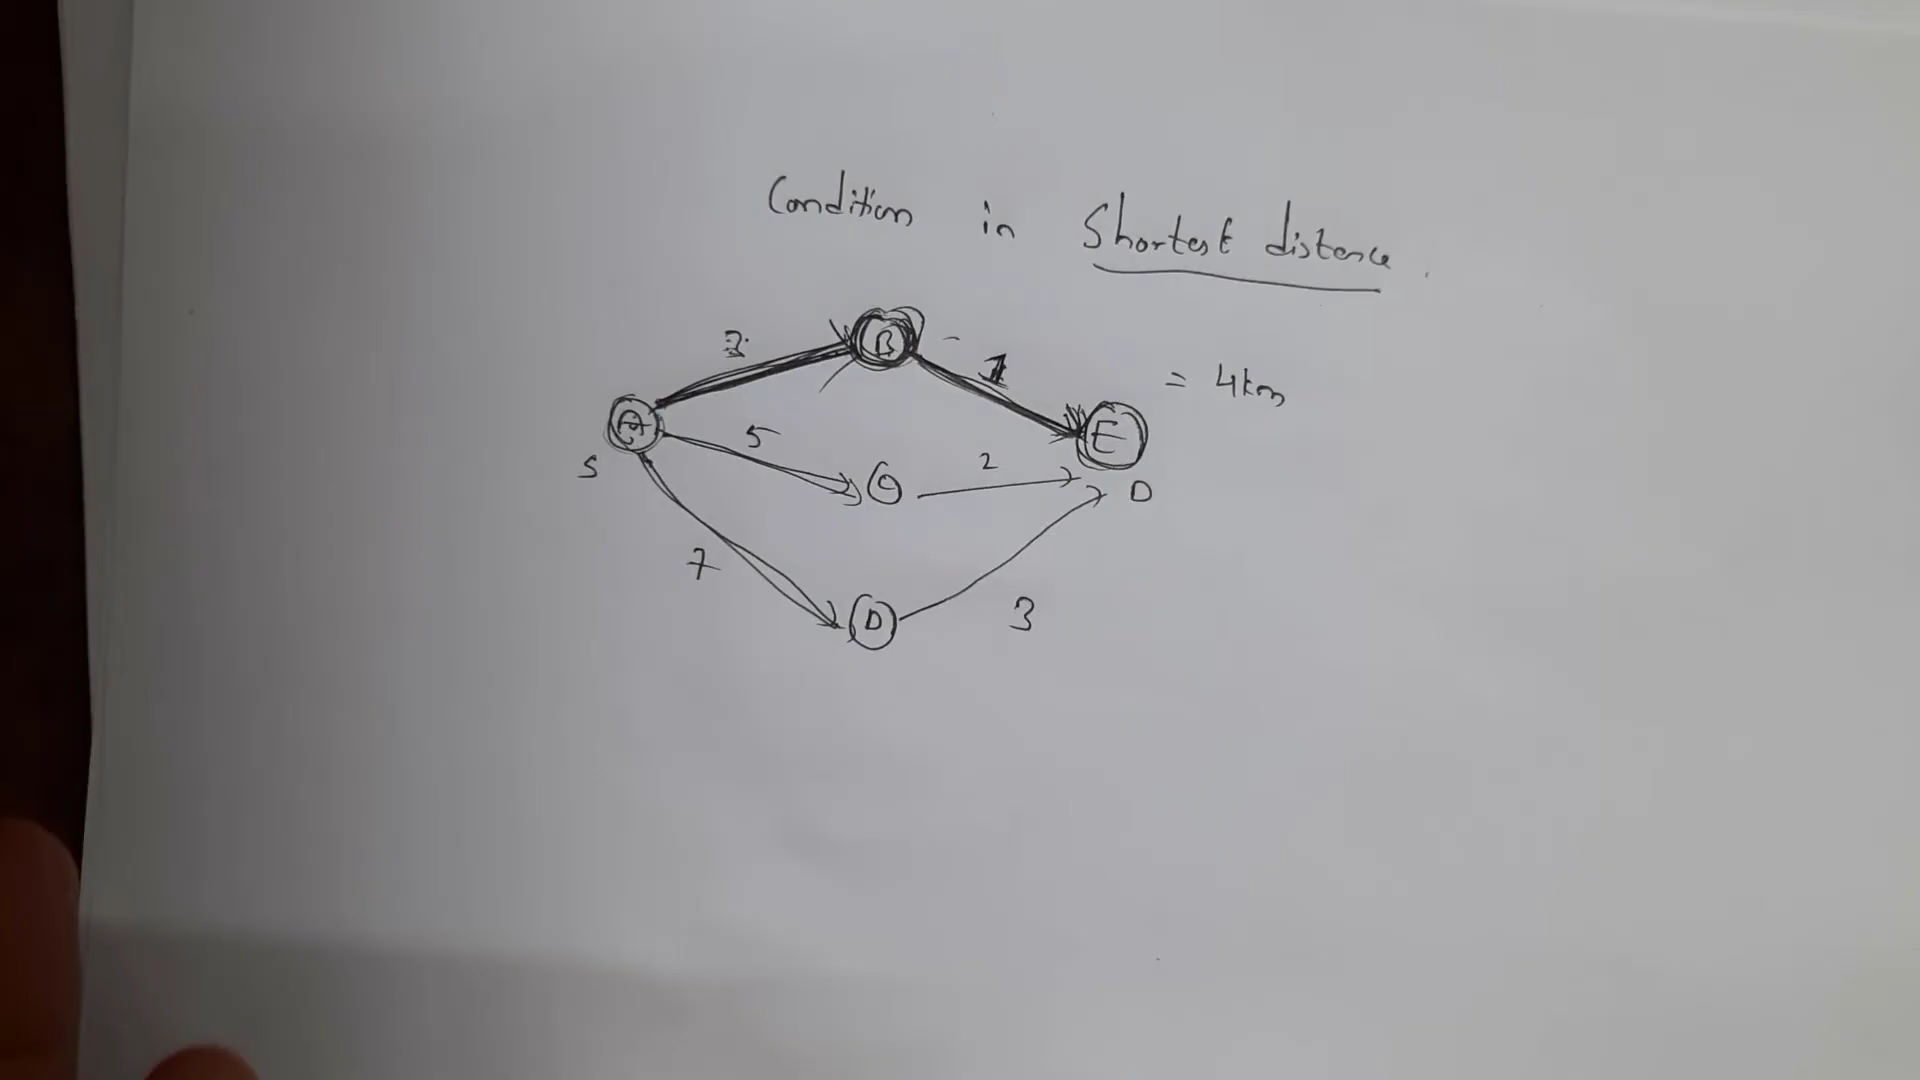 Condition in Shortest distance.
3 B 1
= 4km
A 5 2 E
S C D
7 3
D